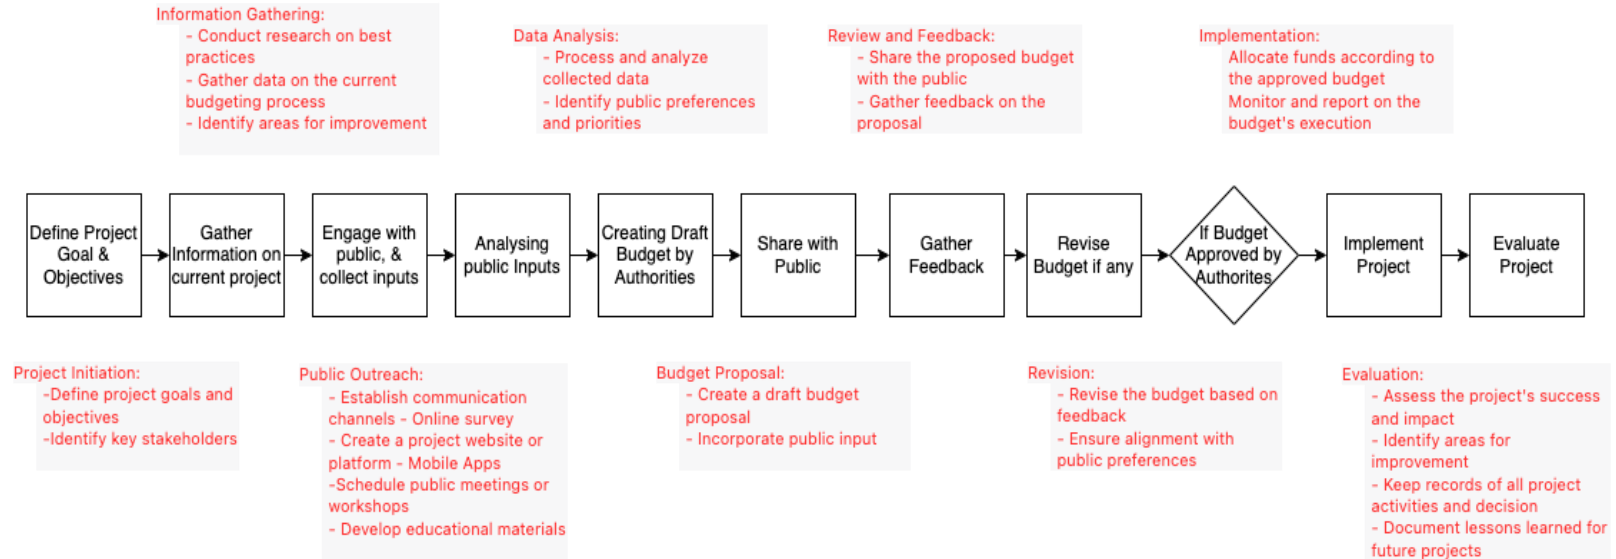 Information Gathering:
- Conduct research on best
practices
- Gather data on the current
budgeting process
- Identify areas for improvement
Data Analysis:
- Process and analyze
collected data
- Identify public preferences
and priorities
Review and Feedback:
- Share the proposed budget
with the public
- Gather feedback on the
proposal
Implementation:
Allocate funds according to
the approved budget
Monitor and report on the
budget's execution
Define Project
Goal &
Objectives
Gather
Information on
current project
Engage with
public, &
collect inputs
Analysing
public Inputs
Creating Draft
Budget by
Authorities
Share with
Public
Gather
Feedback
Revise
Budget if any
If Budget
Approved by
Authorites
Implement
Project
Evaluate
Project
Project Initiation:
-Define project goals and
objectives
-Identify key stakeholders
Public Outreach:
- Establish communication
channels - Online survey
- Create a project website or
platform - Mobile Apps
-Schedule public meetings or
workshops
- Develop educational materials
Budget Proposal:
- Create a draft budget
proposal
- Incorporate public input
Revision:
- Revise the budget based on
feedback
- Ensure alignment with
public preferences
Evaluation:
- Assess the project's success
and impact
- Identify areas for
improvement
- Keep records of all project
activities and decision
- Document lessons learned for
future projects